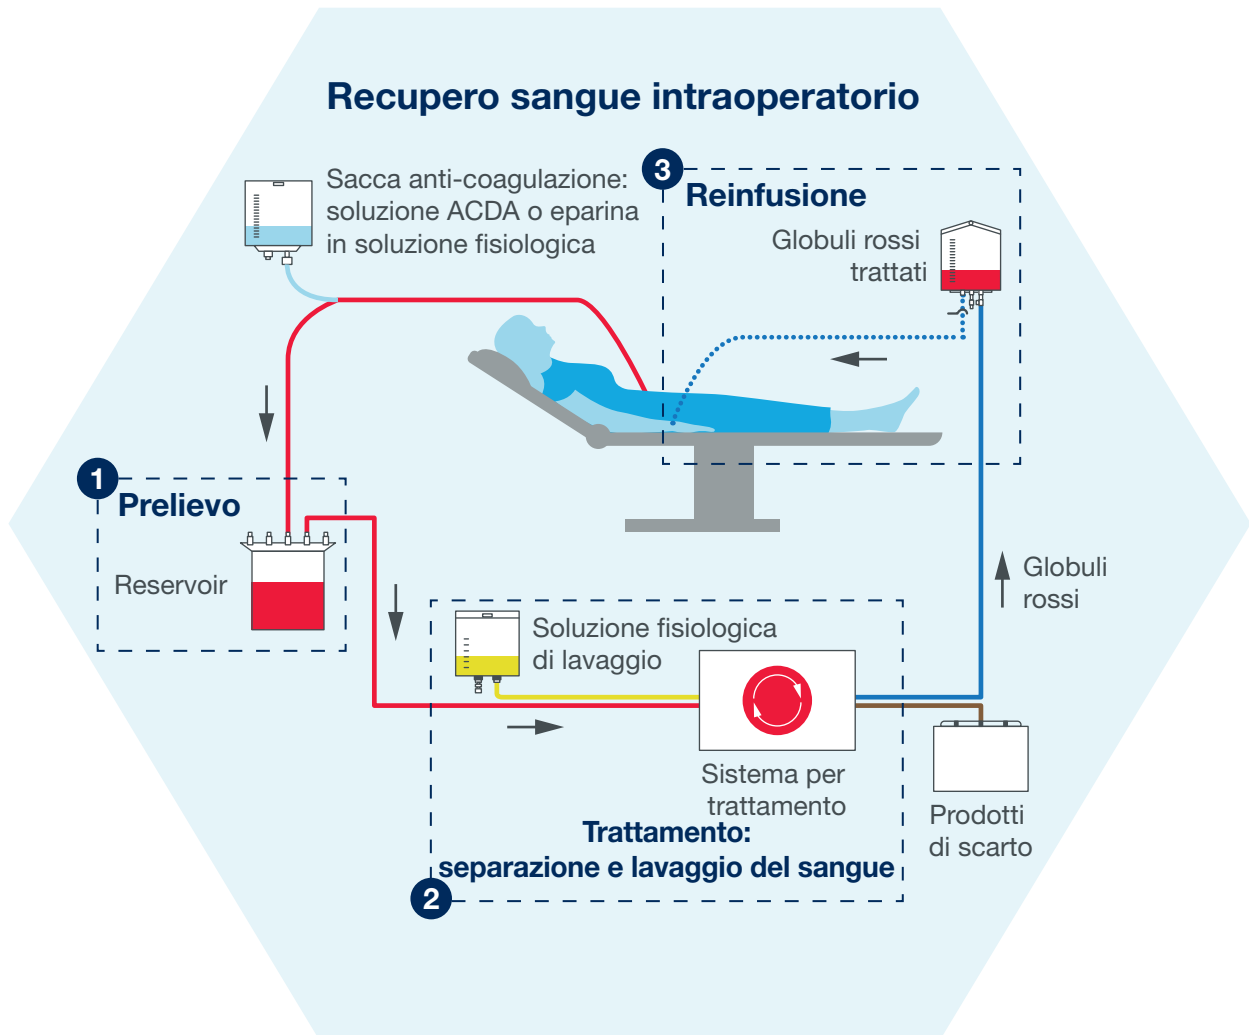 Recupero sangue intraoperatorio
Sacca anti-coagulazione:
soluzione ACDA o eparina
in soluzione fisiologica
3
Reinfusione
Globuli rossi
trattati
1
Prelievo
Reservoir
Globuli
rossi
Soluzione fisiologica
di lavaggio
Sistema per
trattamento
Prodotti
di scarto
Trattamento:
separazione e lavaggio del sangue
2